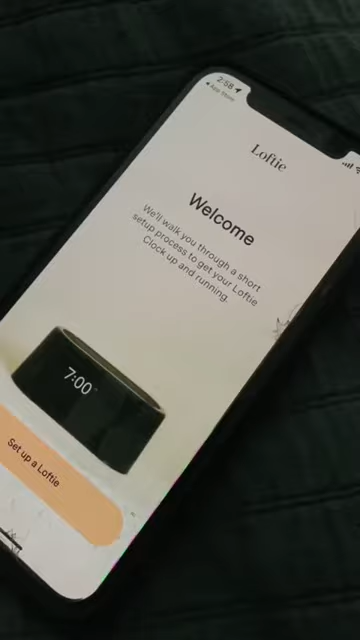 2:58
◀ App Store
Loftie
Welcome
We'll walk you through a short
setup process to get your Loftie
Clock up and running.
7:00
Set up a Loftie